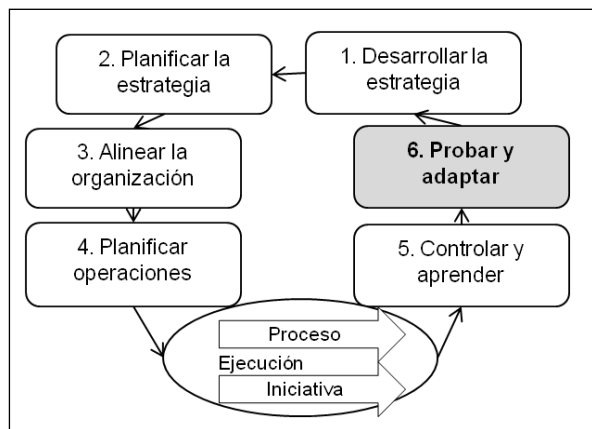 1. Desarrollar la
estrategia
2. Planificar la
estrategia
3. Alinear la
organización
4. Planificar
operaciones
Proceso
Ejecución
Iniciativa
5. Controlar y
aprender
6. Probar y
adaptar